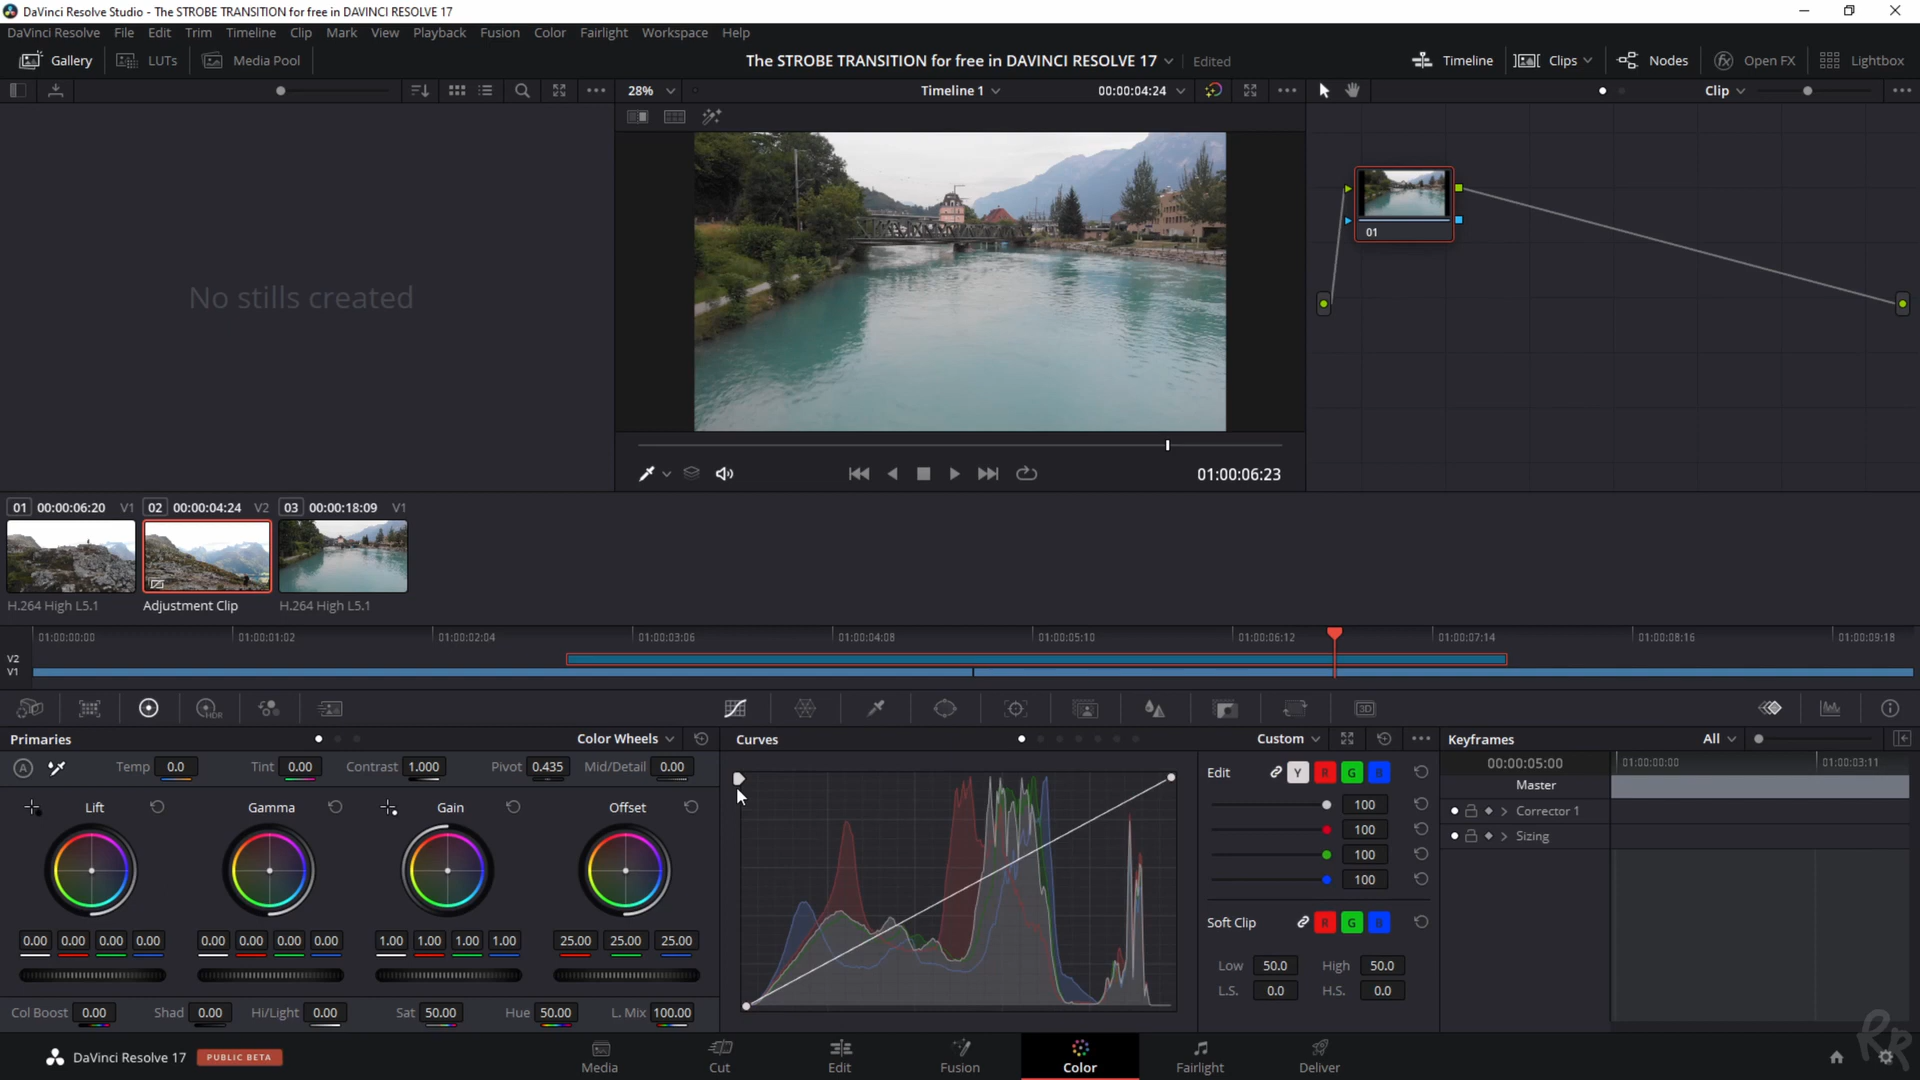 DaVinci Resolve Studio - The STROBE TRANSITION for free in DAVINCI RESOLVE 17
DaVinci Resolve File Edit Trim Timeline Clip Mark View Playback Fusion Color Fairlight Workspace Help
Gallery LUTs Media Pool The STROBE TRANSITION for free in DAVINCI RESOLVE 17 Edited Timeline Clips Nodes Open FX Lightbox
28% Timeline 1 00:00:04:24 Clip
01
No stills created
01:00:06:23
01 00:00:06:20 V1 02 00:00:04:24 V2 03 00:00:18:09 V1
H.264 High L5.1 Adjustment Clip H.264 High L5.1
01:00:00:00 01:00:01:02 01:00:02:04 01:00:03:06 01:00:04:08 01:00:05:10 01:00:06:12 01:00:07:14 01:00:08:16 01:00:09:18
V2
V1
HDR 3D
Primaries Color Wheels Curves Custom Keyframes All
A Temp 0.0 Tint 0.00 Contrast 1.000 Pivot 0.435 Mid/Detail 0.00
Edit Y R G B
00:00:05:00 00:00:00:00 00:00:03:11
Master
Lift Gamma Gain Offset
100
100
100
100
Corrector 1
Sizing
0.00 0.00 0.00 0.00 0.00 0.00 0.00 0.00 1.00 1.00 1.00 1.00 25.00 25.00 25.00
Soft Clip R G B
Low 50.0 High 50.0
L.S. 0.0 H.S. 0.0
Col Boost 0.00 Shad 0.00 Hi/Light 0.00 Sat 50.00 Hue 50.00 L. Mix 100.00
DaVinci Resolve 17 PUBLIC BETA Media Cut Edit Fusion Color Fairlight Deliver
RR